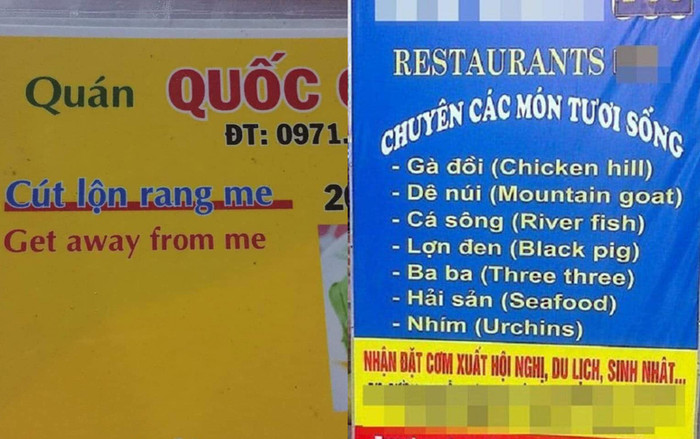 Quán QUỐC
ĐT: 0971.
Cút lộn rang me
Get away from me
RESTAURANTS
CHUYÊN CÁC MÓN TƯƠI SỐNG
- Gà đồi (Chicken hill)
- Dê núi (Mountain goat)
- Cá sông (River fish)
- Lợn đen (Black pig)
- Ba ba (Three three)
- Hải sản (Seafood)
- Nhím (Urchins)
NHẬN ĐẶT CƠM XUẤT HỘI NGHỊ, DU LỊCH, SINH NHẬT...